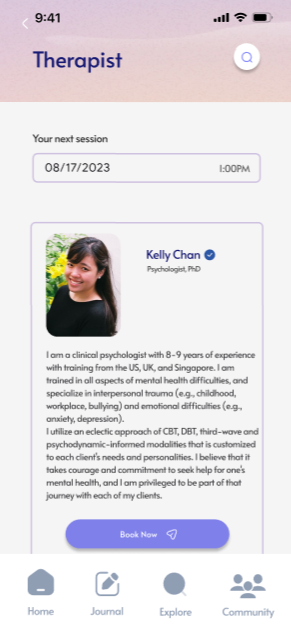 9:41
Therapist
Your next session
08/17/2023 1:00PM
Kelly Chan
Psychologist, PhD
I am a clinical psychologist with 8-9 years of experience
with training from the US, UK, and Singapore. I am
trained in all aspects of mental health difficulties, and
specialize in interpersonal trauma (e.g., childhood,
workplace, bullying) and emotional difficulties (e.g.,
anxiety, depression).
I utilize an eclectic approach of CBT, DBT, third-wave and
psychodynamic-informed modalities that is customized
to each client's needs and personalities. I believe that it
takes courage and commitment to seek help for one's
mental health, and I am privileged to be part of that
journey with each of my clients.
Book Now
Home Journal Explore Community